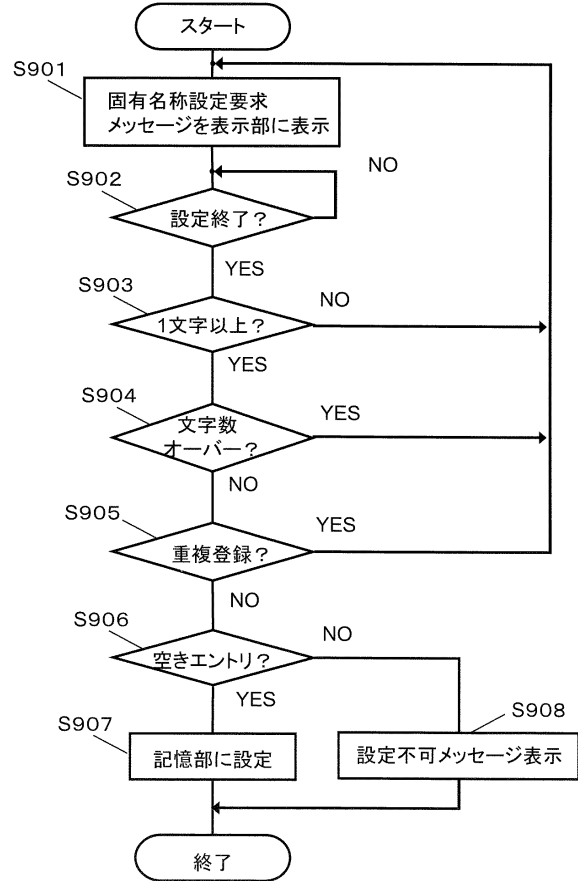 スタート
S901
固有名称設定要求
メッセージを表示部に表示
NO
S902
設定終了？
YES
S903
NO
1文字以上？
YES
S904
YES
文字数
オーバー？
NO
S905
YES
重複登録？
NO
S906
NO
空きエントリ？
YES
S907
S908
記憶部に設定
設定不可メッセージ表示
終了